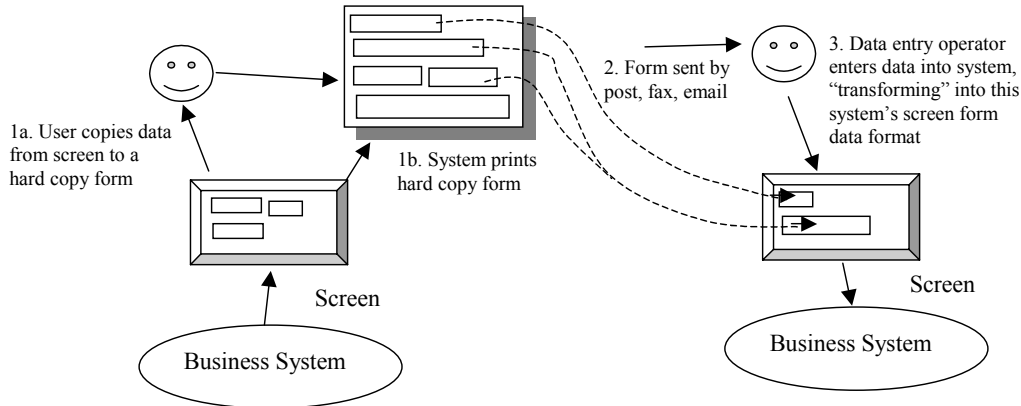 1a. User copies data
from screen to a
hard copy form
1b. System prints
hard copy form
2. Form sent by
post, fax, email
3. Data entry operator
enters data into system,
“transforming” into this
system’s screen form
data format
Screen
Business System
Screen
Business System